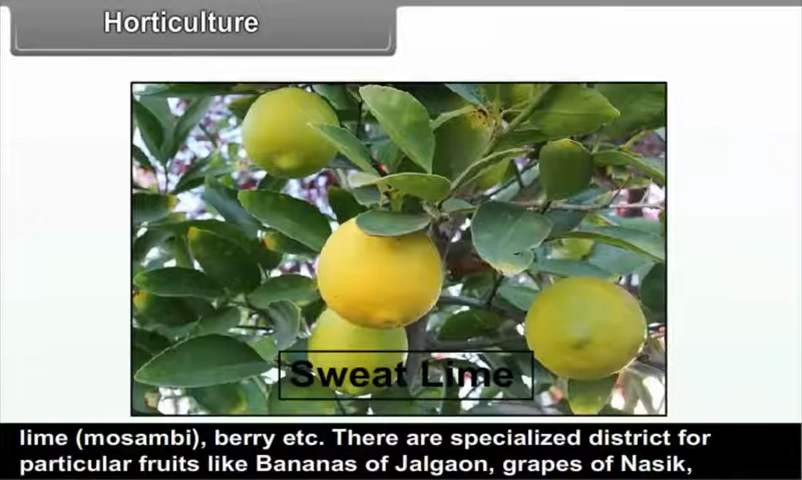 Horticulture
Sweat Lime
lime (mosambi), berry etc. There are specialized district for
particular fruits like Bananas of Jalgaon, grapes of Nasik,